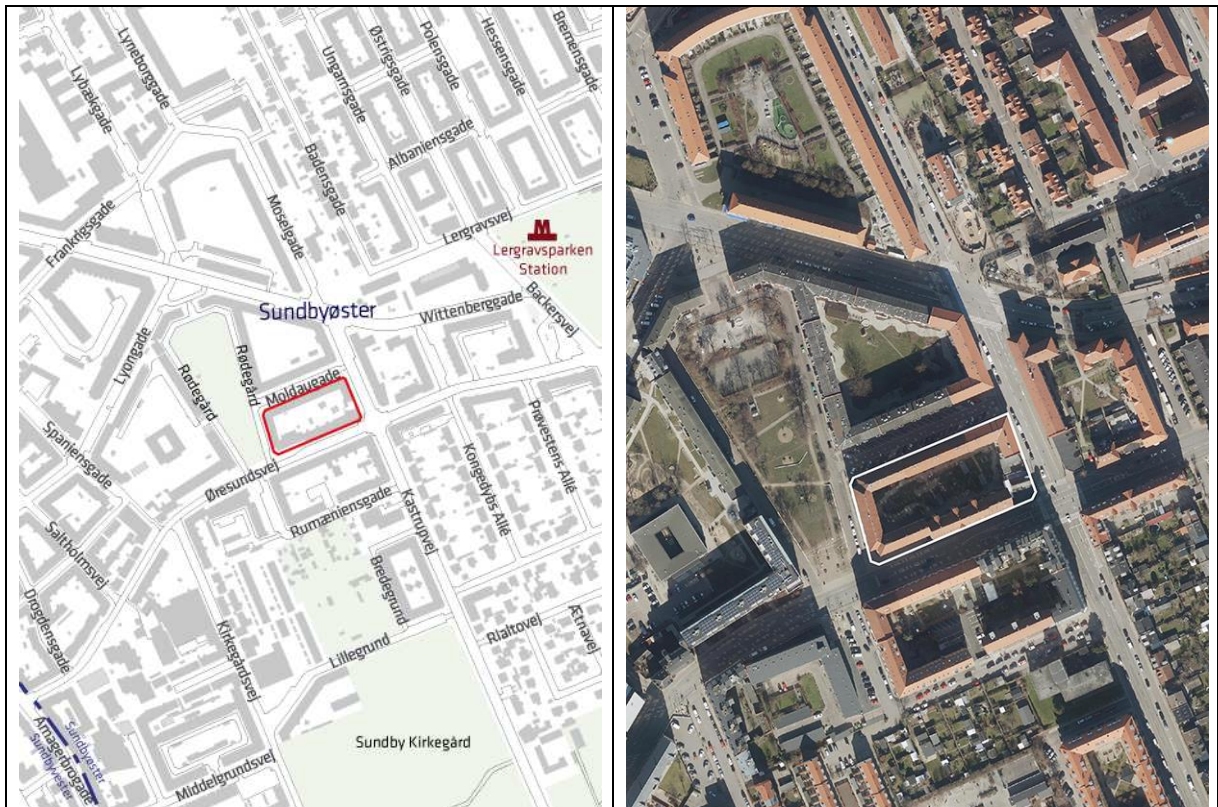 Lyneborggade
Lybækgade
Ungarnsgade
Østrigsgade
Polensgade
Hessensgade
Bremensgade
Albaniensgade
Badensgade
Moselgade
Frankrigsgade
Lergravsvej
M
Lergravsparken
Station
Backersvej
Sundbyøster
Wittenberggade
Lyongade
Rødegård
Rødegård
Moldaugade
Spaniensgade
Øresundsvej
Kongedybs Allé
Prøvestens Allé
Rumæniensgade
Kastrupvej
Saltholmsvej
Bredegrund
Drogdensgade
Kirkegårdsvej
Rialtovej
Ætnavej
Lillegrund
Sundby Kirkegård
Amagerbrogade
Sundbyøster
Sundbyvester
Middelgrundsvej